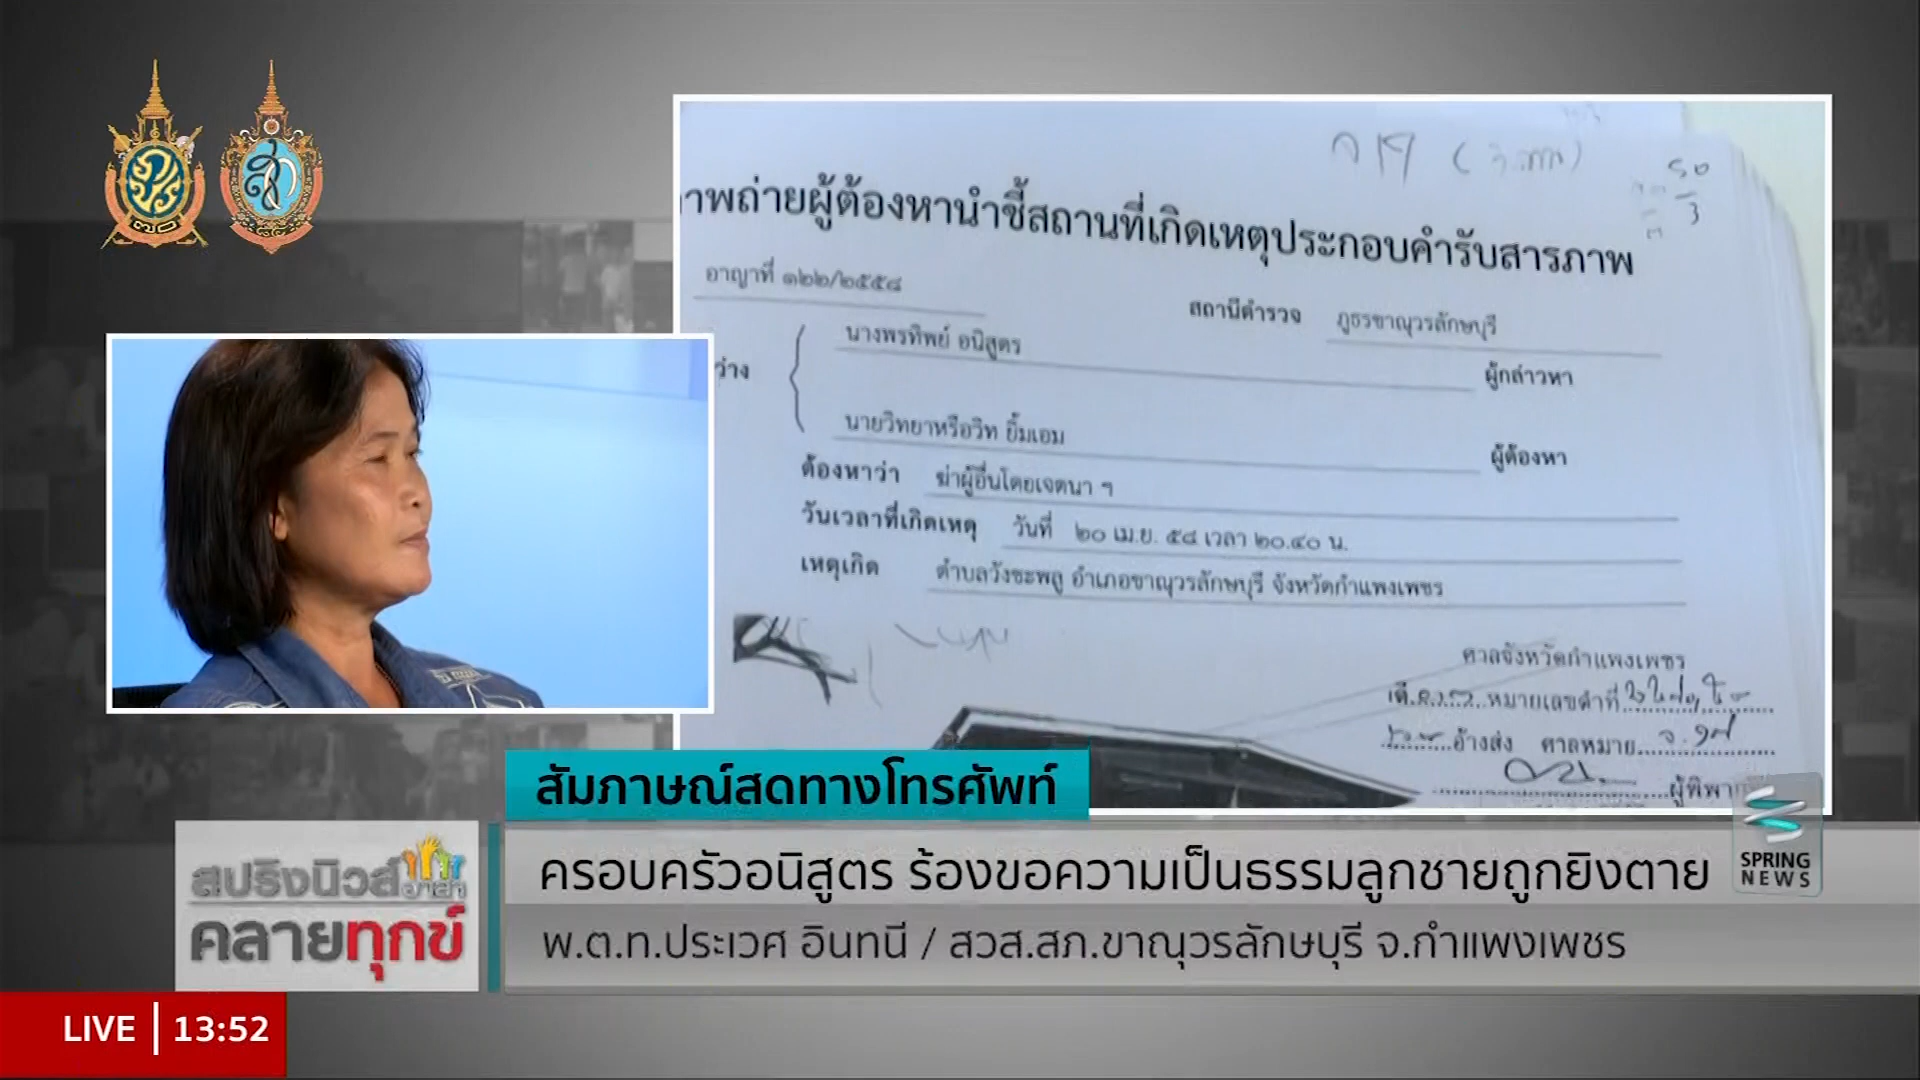 าพถ่ายผู้ต้องหานำชี้สถานที่เกิดเหตุประกอบคำรับสารภาพ
อาญาที่ ๑๒๒/๒๕๕๘
สถานีตำรวจ ภูธรขาณุวรลักษบุรี
นางพรทิพย์ อนิสูตร
ว่าง
ผู้กล่าวหา
นายวิทยาหรือวิท ยิ้มเอม
ผู้ต้องหา
ต้องหาว่า ฆ่าผู้อื่นโดยเจตนา ฯ
วันเวลาที่เกิดเหตุ วันที่ ๒๐ เม.ย. ๕๘ เวลา ๒๐.๔๐ น.
เหตุเกิด ตำบลวังชะพลู อำเภอขาณุวรลักษบุรี จังหวัดกำแพงเพชร
ศาลจังหวัดกำแพงเพชร
หมายเลขดำที่
อ้างส่ง ศาลหมาย
สัมภาษณ์สดทางโทรศัพท์
สปริงนิวส์
อาสา
คลายทุกข์
ครอบครัวอนิสูตร ร้องขอความเป็นธรรมลูกชายถูกยิงตาย
พ.ต.ท.ประเวศ อินทนี / สวส.สภ.ขาณุวรลักษบุรี จ.กำแพงเพชร
SPRING
NEWS
LIVE 13:52